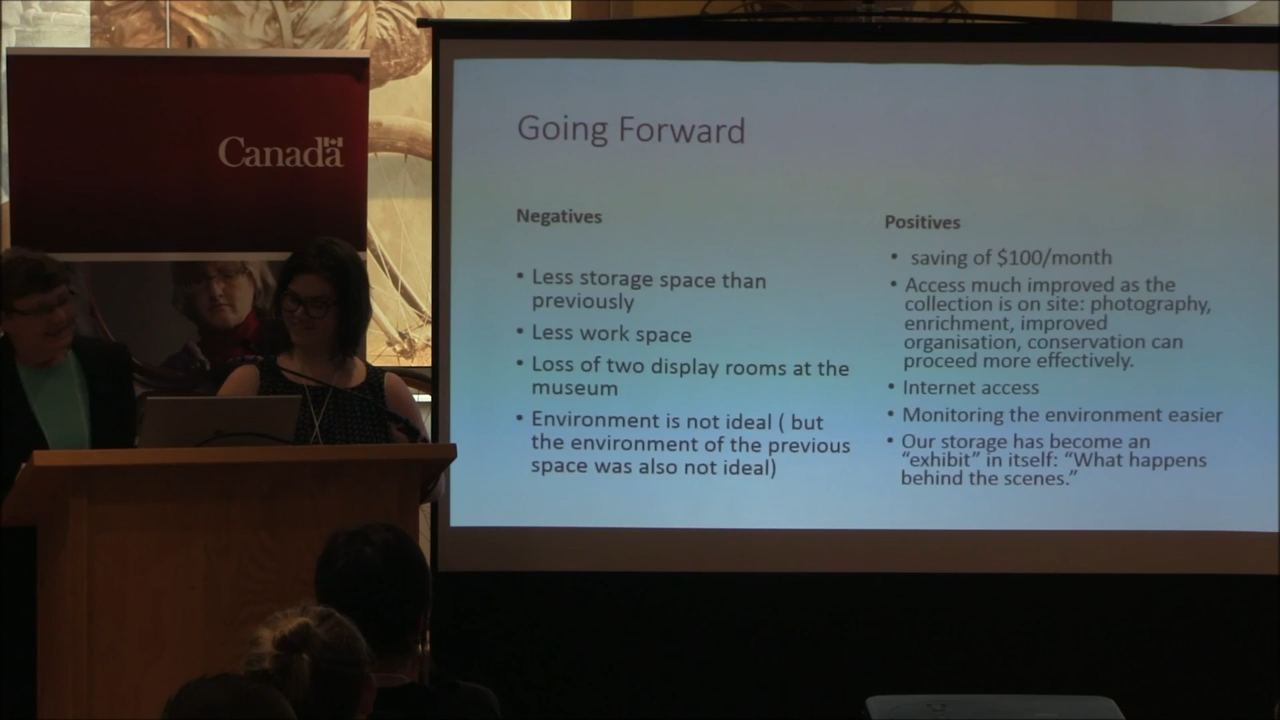 Canada
Going Forward
Negatives
• Less storage space than
previously
• Less work space
• Loss of two display rooms at the
museum
• Environment is not ideal ( but
the environment of the previous
space was also not ideal)
Positives
• saving of $100/month
• Access much improved as the
collection is on site: photography,
enrichment, improved
organisation, conservation can
proceed more effectively.
• Internet access
• Monitoring the environment easier
• Our storage has become an
“exhibit” in itself: “What happens
behind the scenes.”